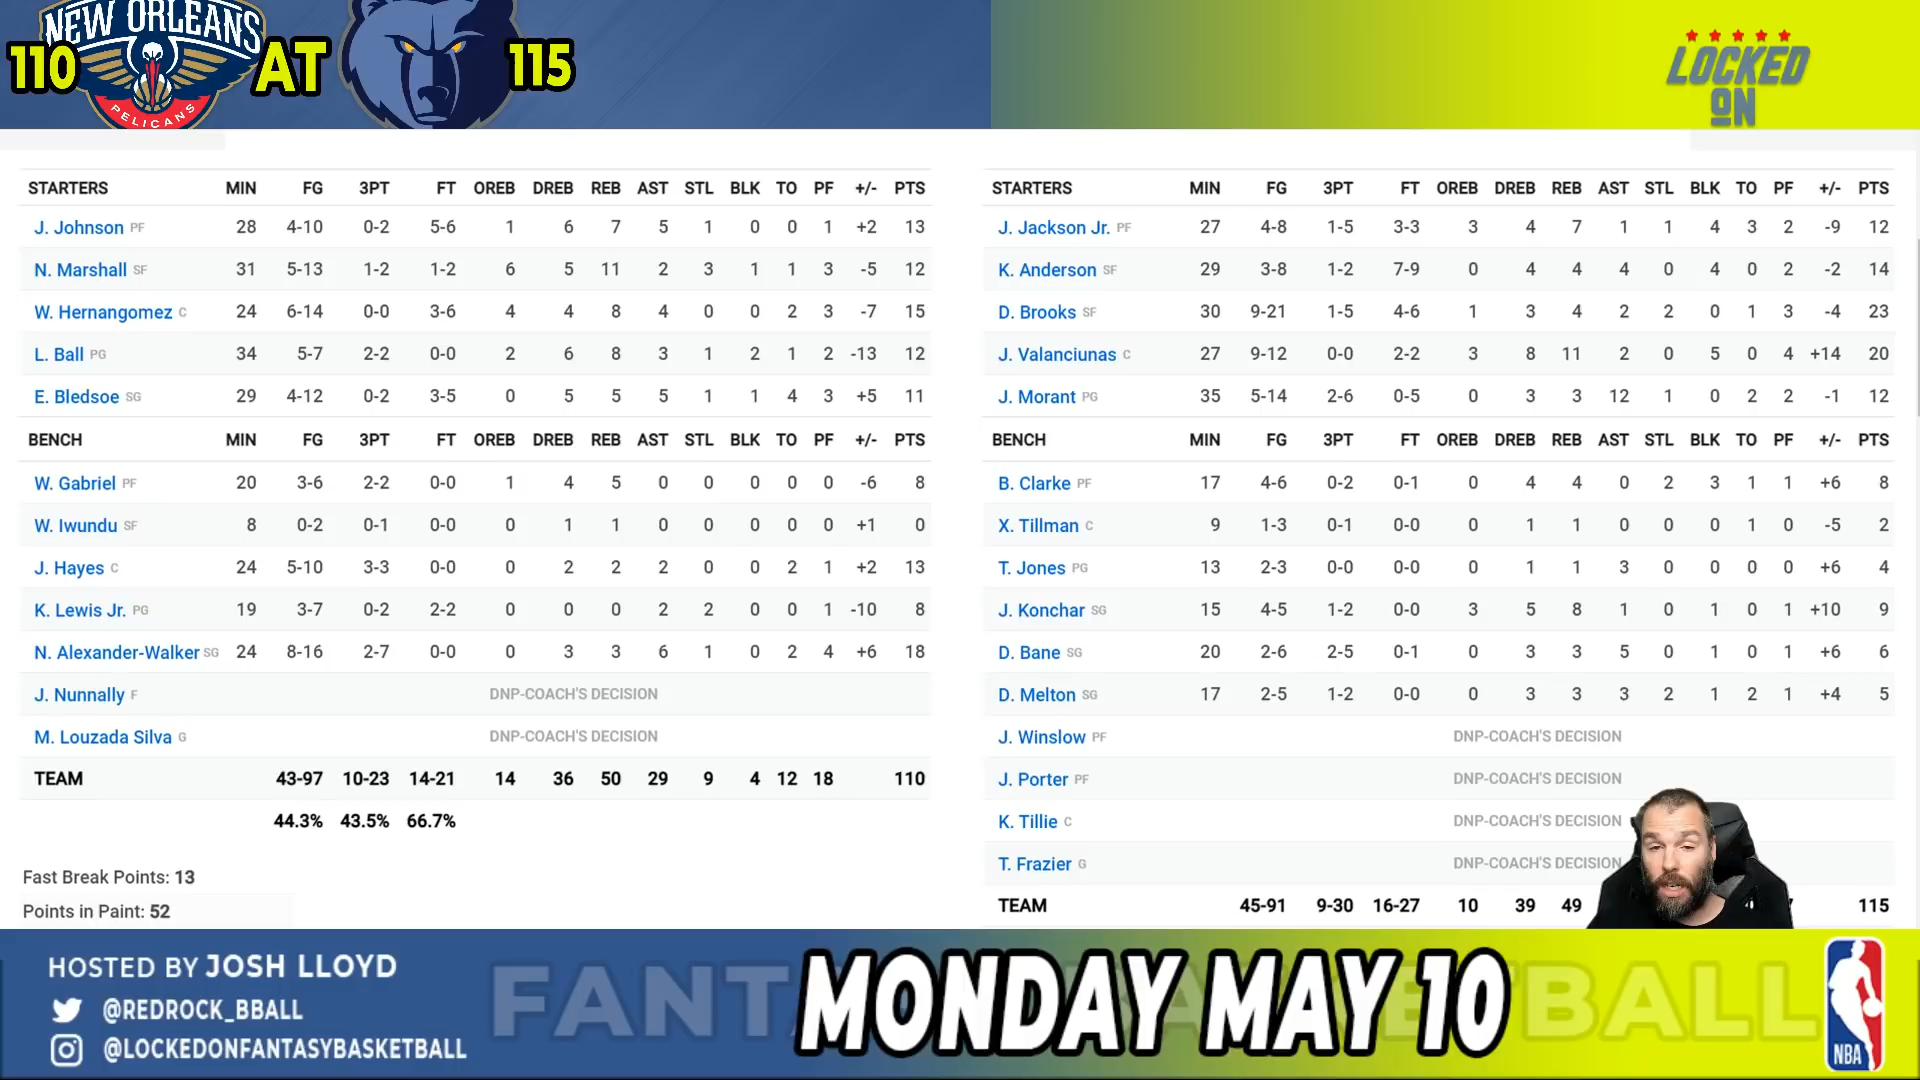 110 NEW ORLEANS PELICANS AT 115
LOCKED ON
STARTERS MIN FG 3PT FT OREB DREB REB AST STL BLK TO PF +/- PTS
J. Johnson PF 28 4-10 0-2 5-6 1 6 7 5 1 0 0 1 +2 13
N. Marshall SF 31 5-13 1-2 1-2 6 5 11 2 3 1 1 3 -5 12
W. Hernangomez C 24 6-14 0-0 3-6 4 4 8 4 0 0 2 3 -7 15
L. Ball PG 34 5-7 2-2 0-0 2 6 8 3 1 2 1 2 -13 12
E. Bledsoe SG 29 4-12 0-2 3-5 0 5 5 5 1 1 4 3 +5 11
BENCH MIN FG 3PT FT OREB DREB REB AST STL BLK TO PF +/- PTS
W. Gabriel PF 20 3-6 2-2 0-0 1 4 5 0 0 0 0 0 -6 8
W. Iwundu SF 8 0-2 0-1 0-0 0 1 1 0 0 0 0 0 +1 0
J. Hayes C 24 5-10 3-3 0-0 0 2 2 2 0 0 2 1 +2 13
K. Lewis Jr. PG 19 3-7 0-2 2-2 0 0 0 2 2 0 0 1 -10 8
N. Alexander-Walker SG 24 8-16 2-7 0-0 0 3 3 6 1 0 2 4 +6 18
J. Nunnally F DNP-COACH'S DECISION
M. Louzada Silva G DNP-COACH'S DECISION
TEAM 43-97 10-23 14-21 14 36 50 29 9 4 12 18 110
44.3% 43.5% 66.7%
Fast Break Points: 13
Points in Paint: 52
STARTERS MIN FG 3PT FT OREB DREB REB AST STL BLK TO PF +/- PTS
J. Jackson Jr. PF 27 4-8 1-5 3-3 3 4 7 1 1 4 3 2 -9 12
K. Anderson SF 29 3-8 1-2 7-9 0 4 4 4 0 4 0 2 -2 14
D. Brooks SF 30 9-21 1-5 4-6 1 3 4 2 2 0 1 3 -4 23
J. Valanciunas C 27 9-12 0-0 2-2 3 8 11 2 0 5 0 4 +14 20
J. Morant PG 35 5-14 2-6 0-5 0 3 3 12 1 0 2 2 -1 12
BENCH MIN FG 3PT FT OREB DREB REB AST STL BLK TO PF +/- PTS
B. Clarke PF 17 4-6 0-2 0-1 0 4 4 0 2 3 1 1 +6 8
X. Tillman C 9 1-3 0-1 0-0 0 1 1 0 0 0 1 0 -5 2
T. Jones PG 13 2-3 0-0 0-0 0 1 1 3 0 0 0 0 +6 4
J. Konchar SG 15 4-5 1-2 0-0 3 5 8 1 0 1 0 1 +10 9
D. Bane SG 20 2-6 2-5 0-1 0 3 3 5 0 1 0 1 +6 6
D. Melton SG 17 2-5 1-2 0-0 0 3 3 3 2 1 2 1 +4 5
J. Winslow PF DNP-COACH'S DECISION
J. Porter PF DNP-COACH'S DECISION
K. Tillie C DNP-COACH'S DECISION
T. Frazier G DNP-COACH'S DECISION
TEAM 45-91 9-30 16-27 10 39 49 115
HOSTED BY JOSH LLOYD
@REDROCK_BBALL
@LOCKEDONFANTASYBASKETBALL
MONDAY MAY 10
NBA